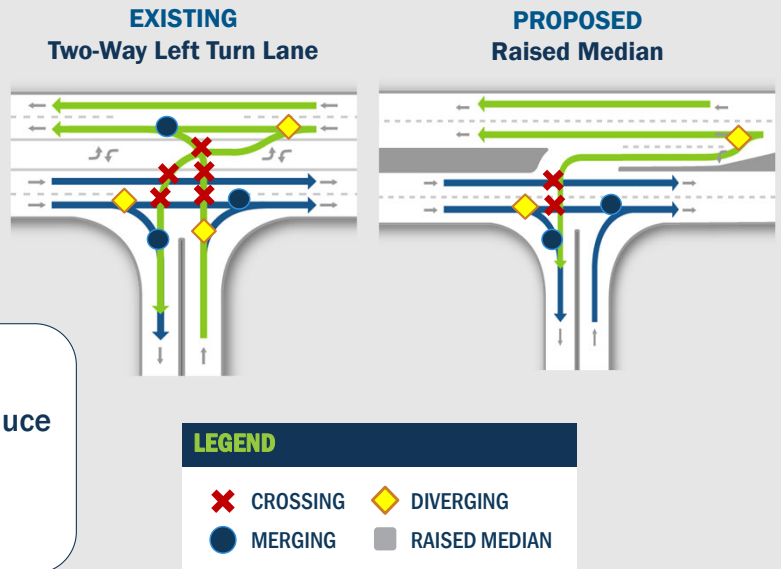 EXISTING
Two-Way Left Turn Lane
PROPOSED
Raised Median
uce
LEGEND
CROSSING
DIVERGING
MERGING
RAISED MEDIAN